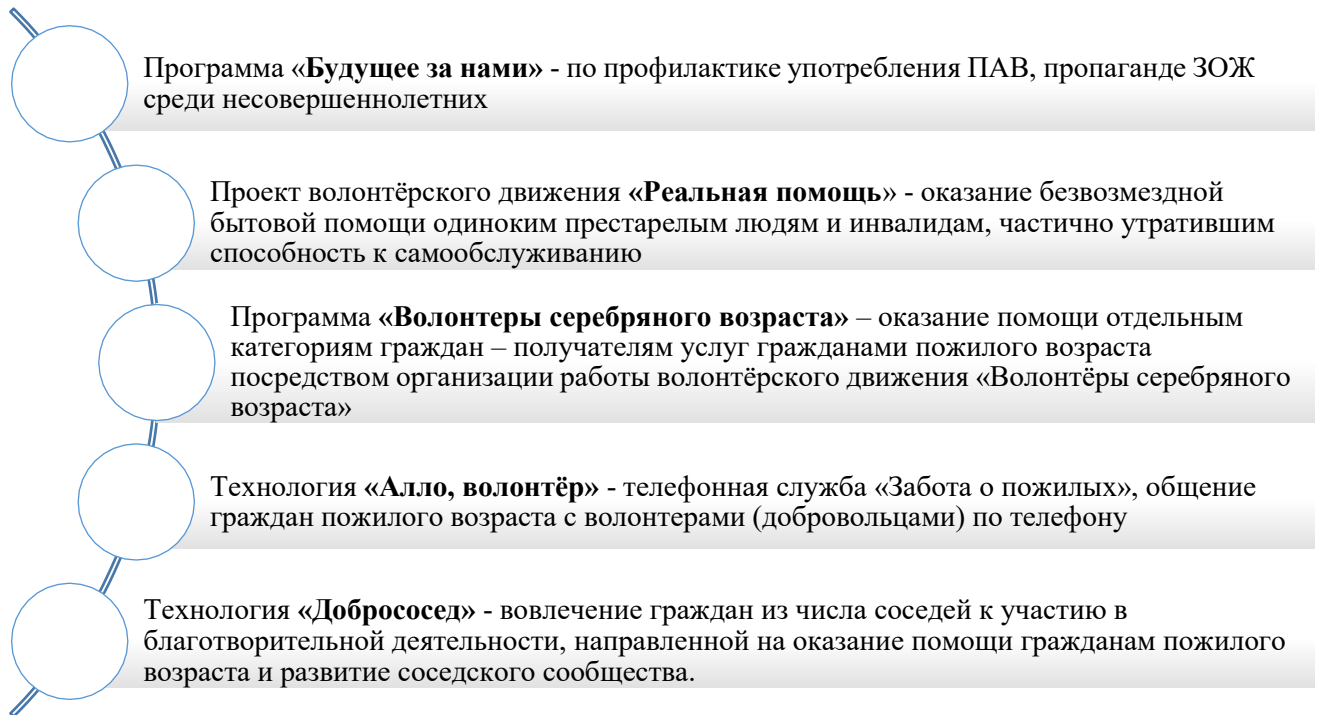 Программа «Будущее за нами» - по профилактике употребления ПАВ, пропаганде ЗОЖ
среди несовершеннолетних
Проект волонтёрского движения «Реальная помощь» - оказание безвозмездной
бытовой помощи одиноким престарелым людям и инвалидам, частично утратившим
способность к самообслуживанию
Программа «Волонтеры серебряного возраста» – оказание помощи отдельным
категориям граждан – получателям услуг гражданами пожилого возраста
посредством организации работы волонтёрского движения «Волонтёры серебряного
возраста»
Технология «Алло, волонтёр» - телефонная служба «Забота о пожилых», общение
граждан пожилого возраста с волонтерами (добровольцами) по телефону
Технология «Добрососед» - вовлечение граждан из числа соседей к участию в
благотворительной деятельности, направленной на оказание помощи гражданам пожилого
возраста и развитие соседского сообщества.